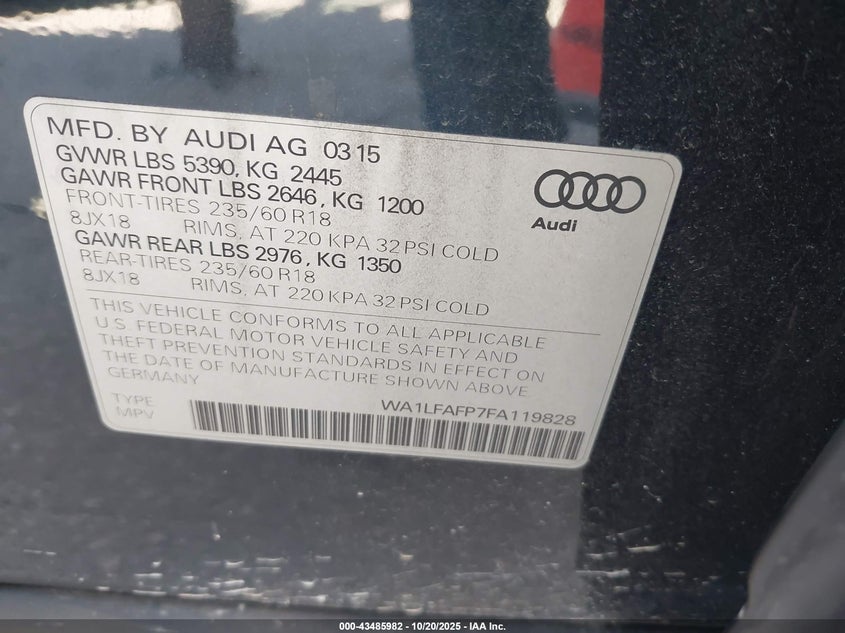 MFD. BY AUDI AG 03 15
GVWR LBS 5390, KG 2445
GAWR FRONT LBS 2646, KG 1200
FRONT-TIRES 235/60 R18
8JX18 RIMS, AT 220 KPA 32 PSI COLD
GAWR REAR LBS 2976, KG 1350
REAR-TIRES 235/60 R18
8JX18 RIMS, AT 220 KPA 32 PSI COLD
Audi
THIS VEHICLE CONFORMS TO ALL APPLICABLE
U.S. FEDERAL MOTOR VEHICLE SAFETY AND
THEFT PREVENTION STANDARDS IN EFFECT ON
THE DATE OF MANUFACTURE SHOWN ABOVE
GERMANY
TYPE WA1LFAFP7FA119828
MPV
000-43485982 - 10/20/2025 - IAA Inc.